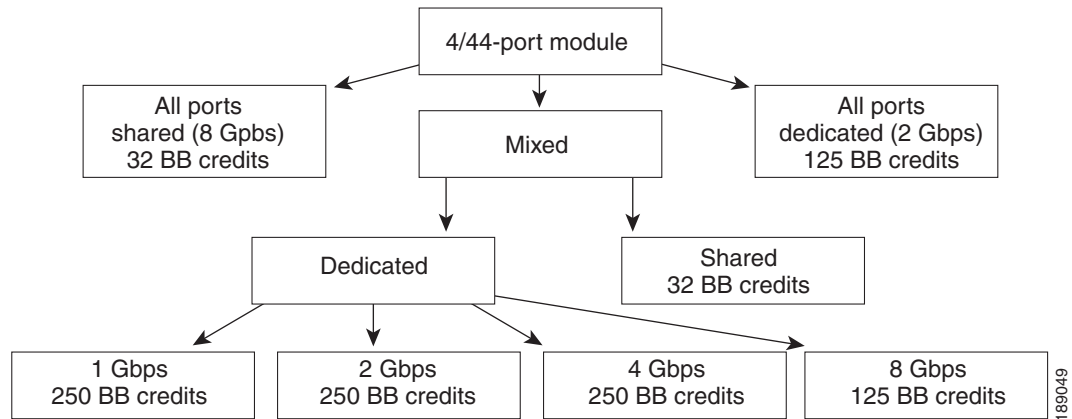 4/44-port module
All ports
shared (8 Gpbs)
32 BB credits
Mixed
All ports
dedicated (2 Gbps)
125 BB credits
Dedicated
Shared
32 BB credits
1 Gbps
250 BB credits
2 Gbps
250 BB credits
4 Gbps
250 BB credits
8 Gbps
125 BB credits
189049